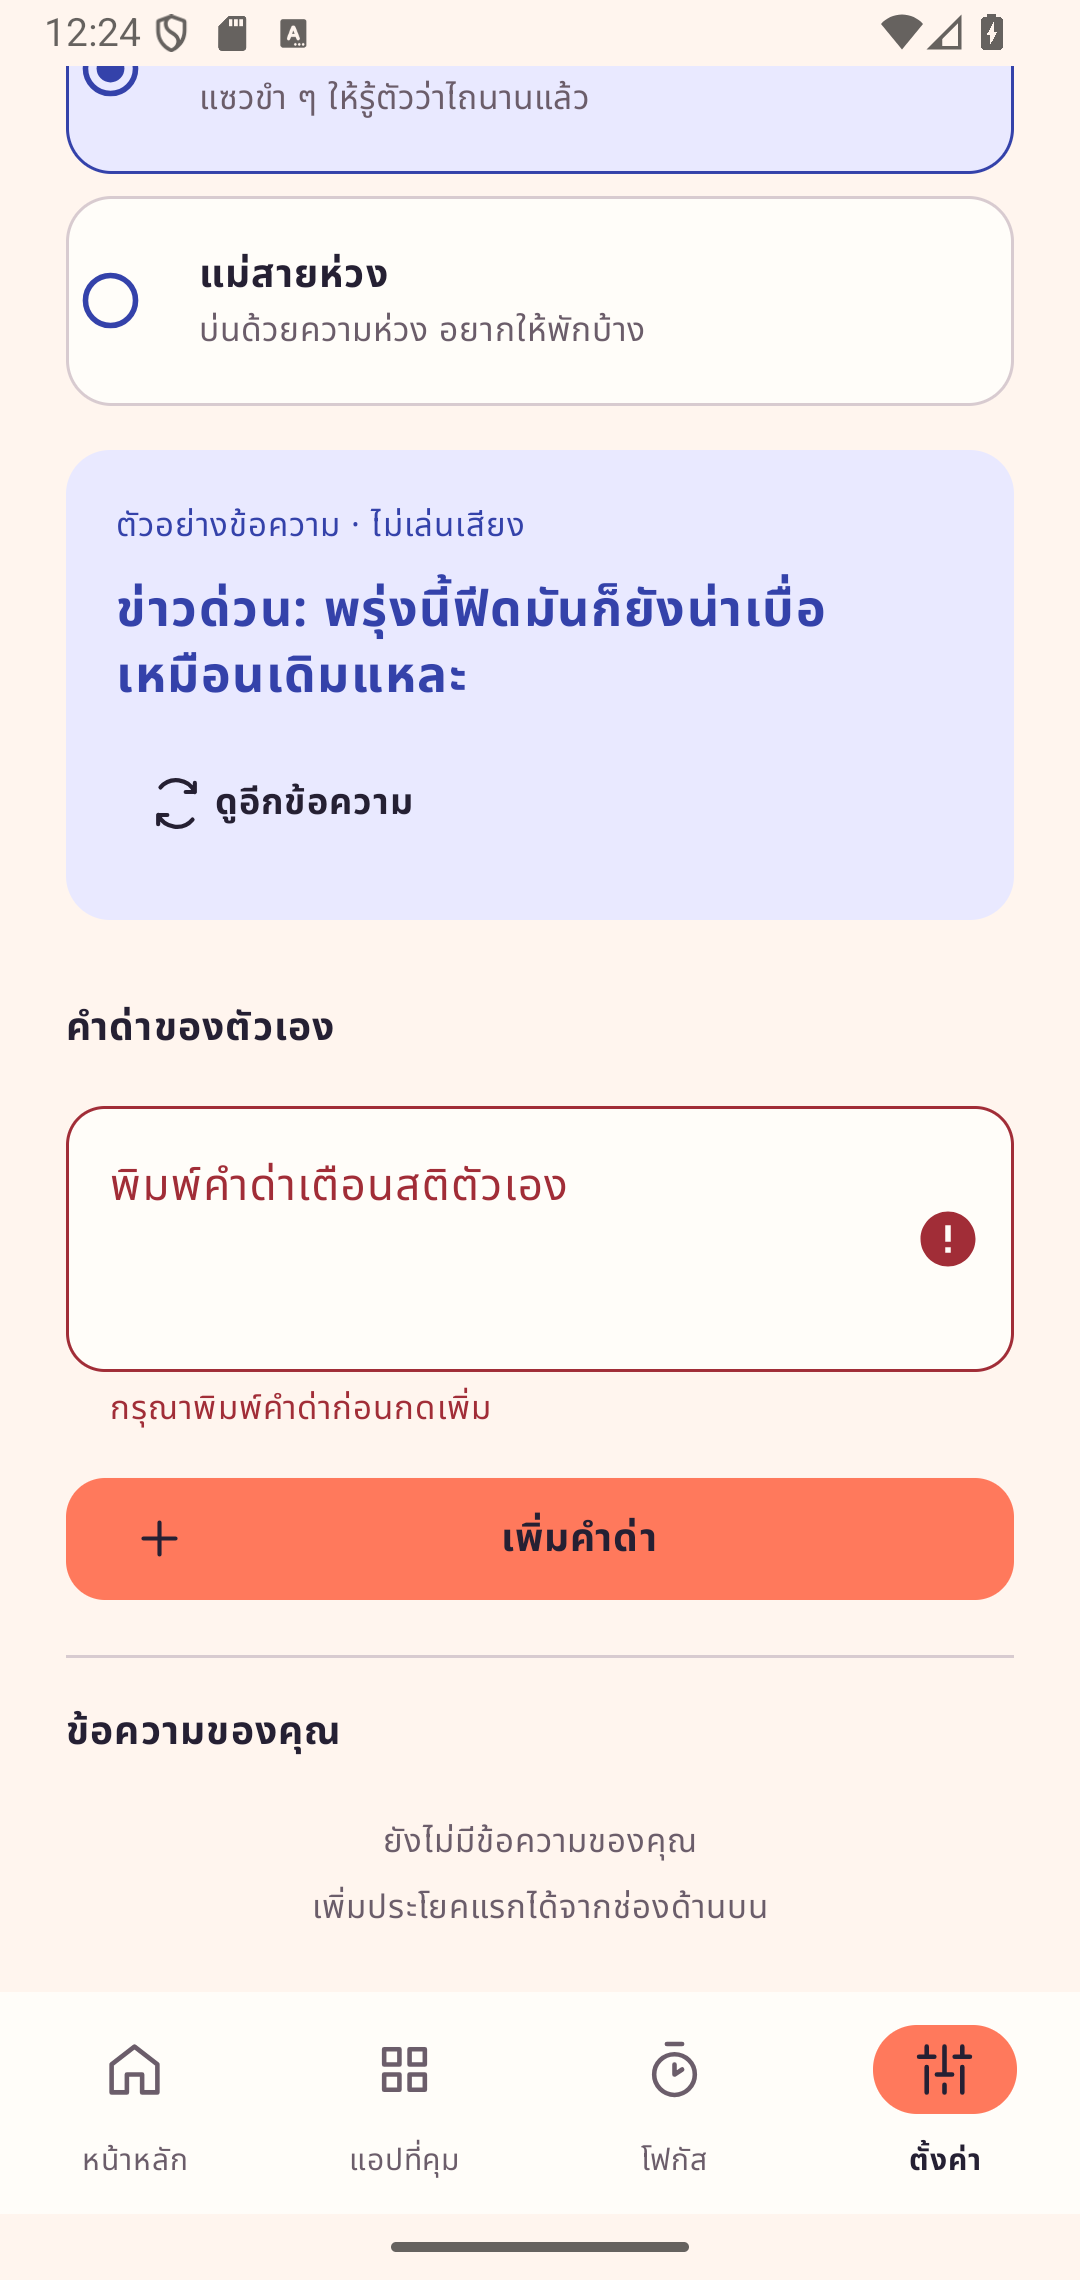 12:24
แซวขำ ๆ ให้รู้ตัวว่าไถนานแล้ว
แม่สายห่วง
บ่นด้วยความห่วง อยากให้พักบ้าง
ตัวอย่างข้อความ · ไม่เล่นเสียง
ข่าวด่วน: พรุ่งนี้ฟีดมันก็ยังน่าเบื่อ
เหมือนเดิมแหละ
ดูอีกข้อความ
คำด่าของตัวเอง
พิมพ์คำด่าเตือนสติตัวเอง
กรุณาพิมพ์คำด่าก่อนกดเพิ่ม
เพิ่มคำด่า
ข้อความของคุณ
ยังไม่มีข้อความของคุณ
เพิ่มประโยคแรกได้จากช่องด้านบน
หน้าหลัก
แอปที่คุม
โฟกัส
ตั้งค่า